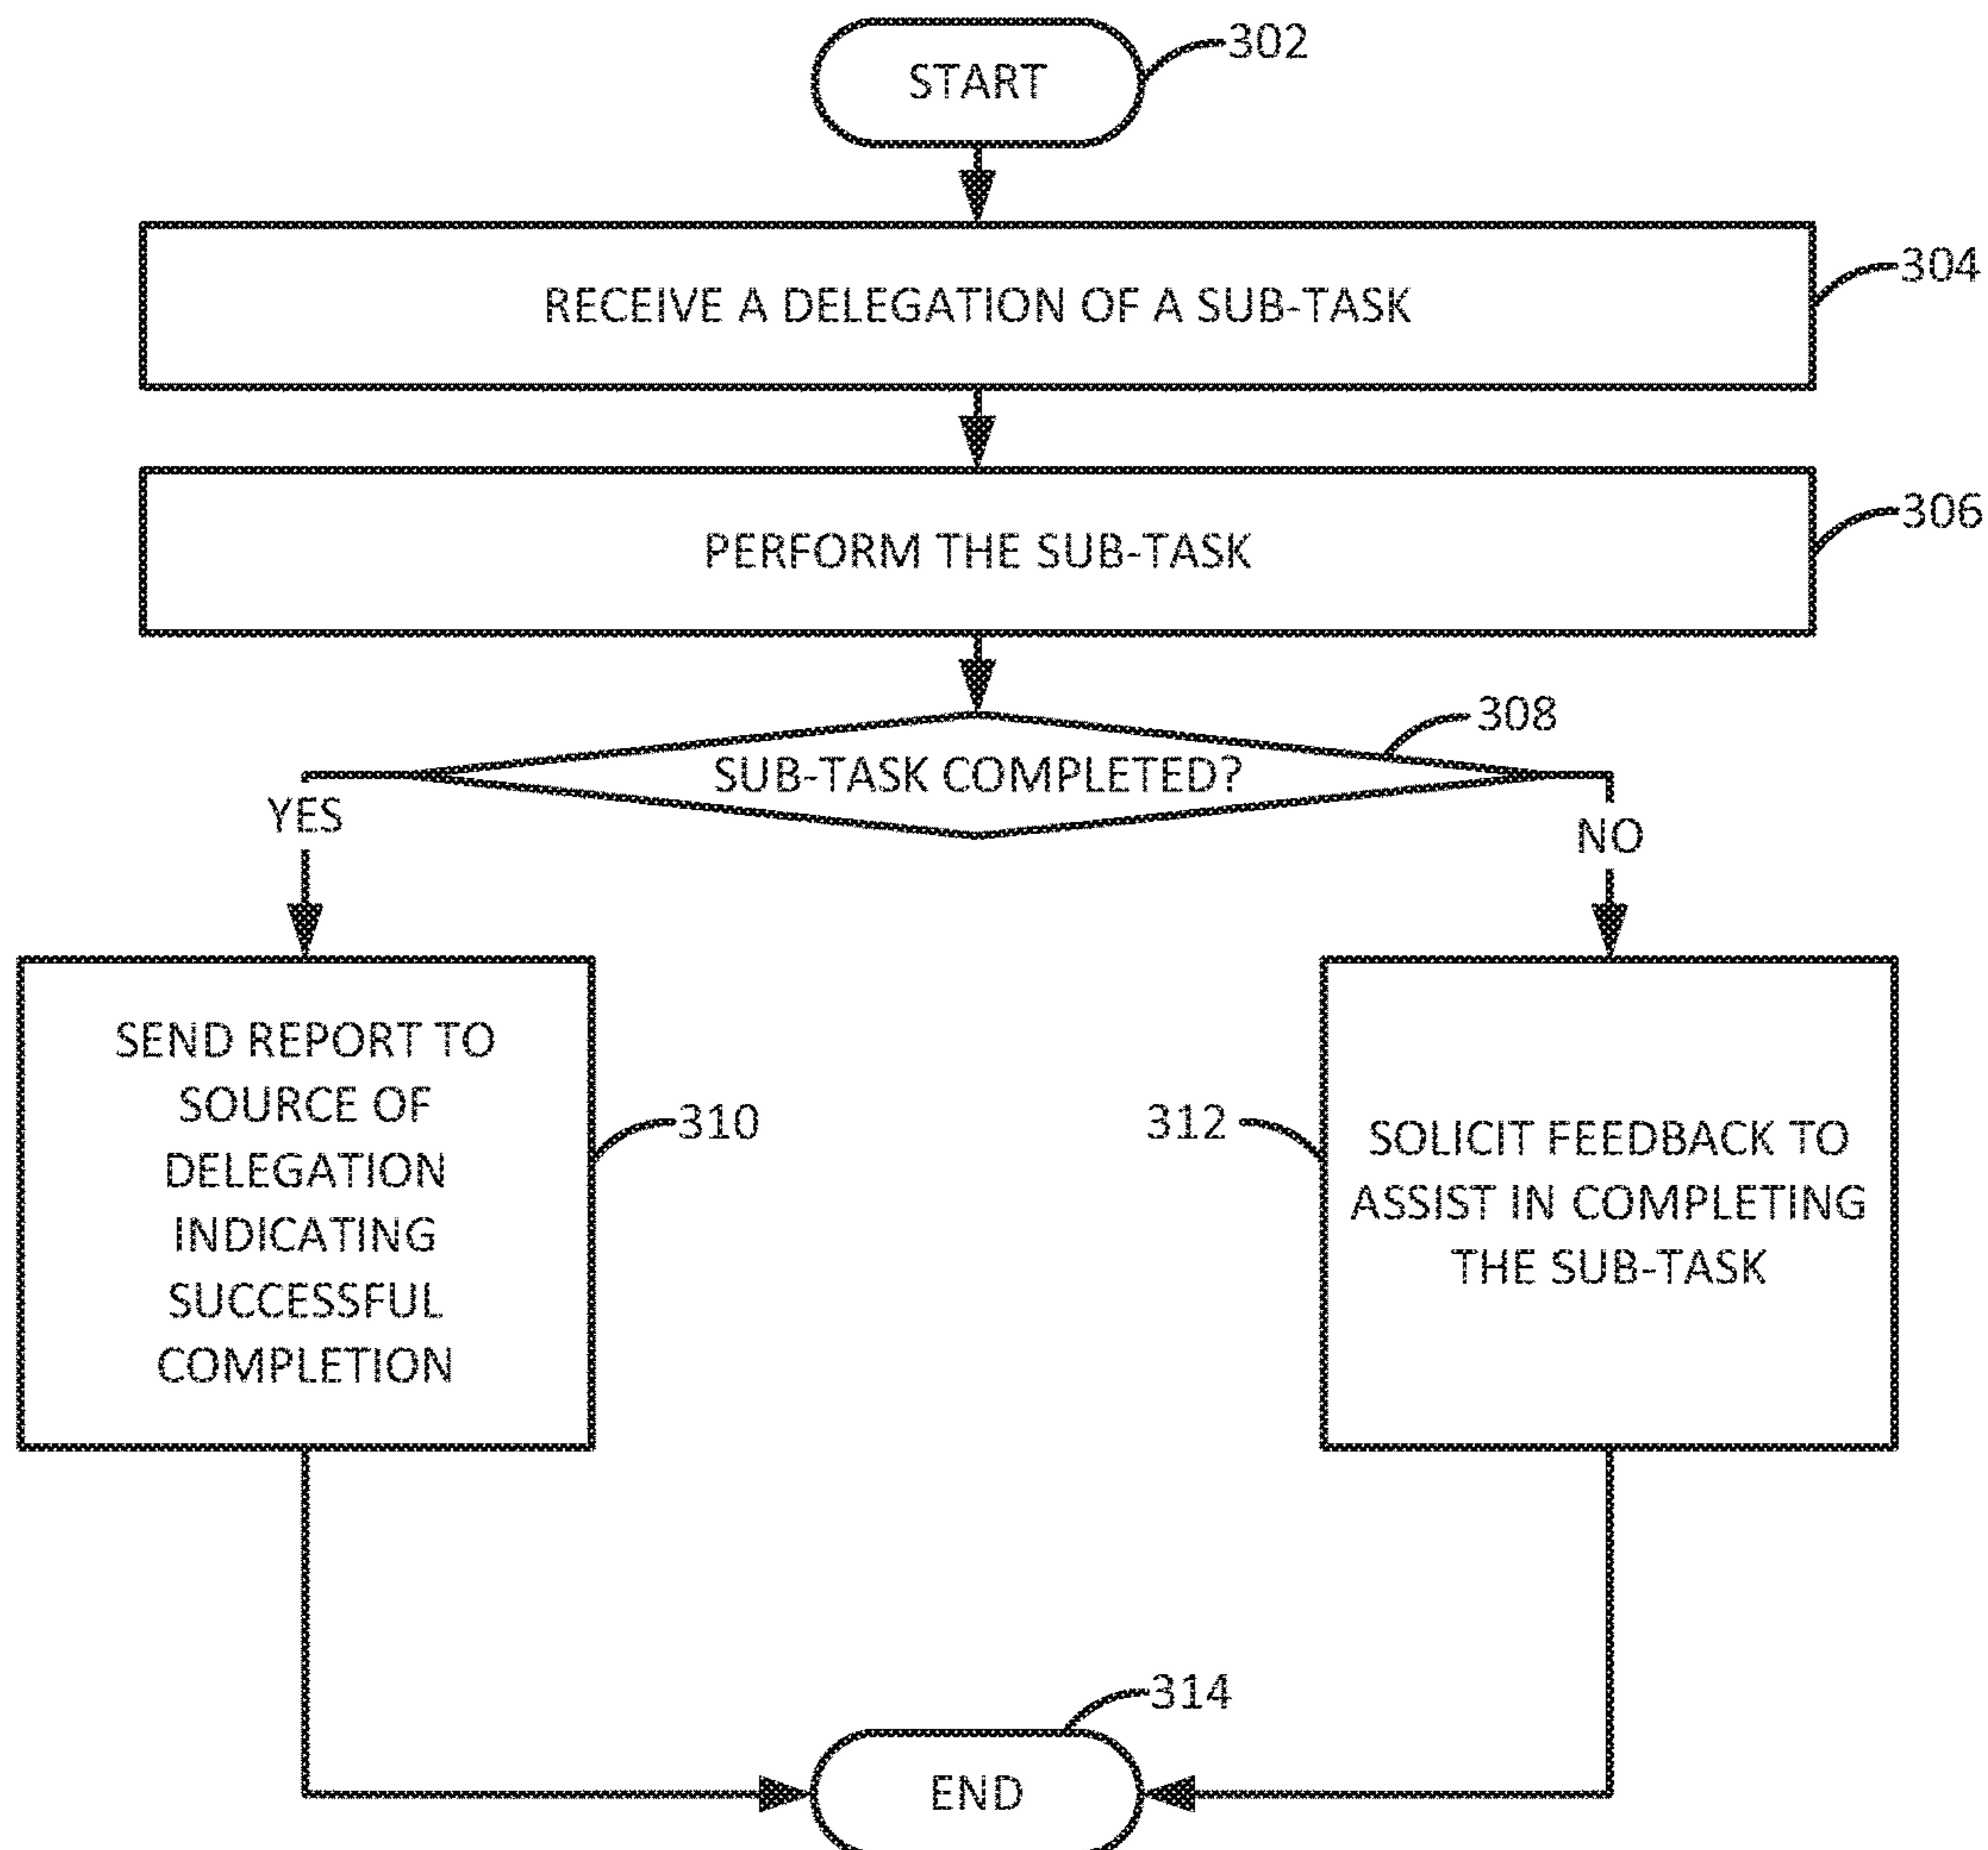 START
302
RECEIVE A DELEGATION OF A SUB-TASK
304
PERFORM THE SUB-TASK
306
SUB-TASK COMPLETED?
308
YES
NO
SEND REPORT TO
SOURCE OF
DELEGATION
INDICATING
SUCCESSFUL
COMPLETION
310
312
SOLICIT FEEDBACK TO
ASSIST IN COMPLETING
THE SUB-TASK
314
END